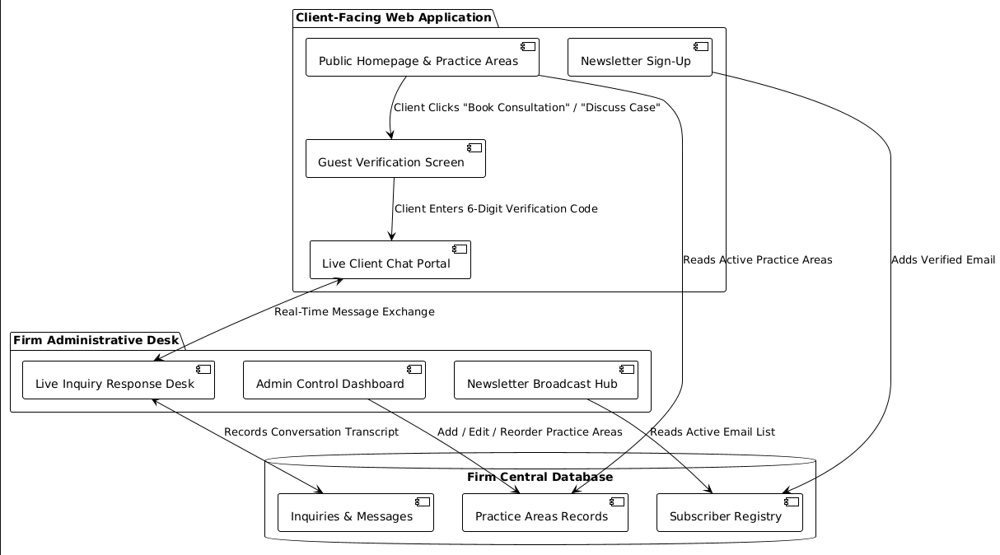 Client-Facing Web Application
Public Homepage & Practice Areas
Newsletter Sign-Up
Client Clicks "Book Consultation" / "Discuss Case"
Guest Verification Screen
Client Enters 6-Digit Verification Code
Live Client Chat Portal
Reads Active Practice Areas
Adds Verified Email
Real-Time Message Exchange
Firm Administrative Desk
Live Inquiry Response Desk
Admin Control Dashboard
Newsletter Broadcast Hub
Records Conversation Transcript
Add / Edit / Reorder Practice Areas
Reads Active Email List
Firm Central Database
Inquiries & Messages
Practice Areas Records
Subscriber Registry